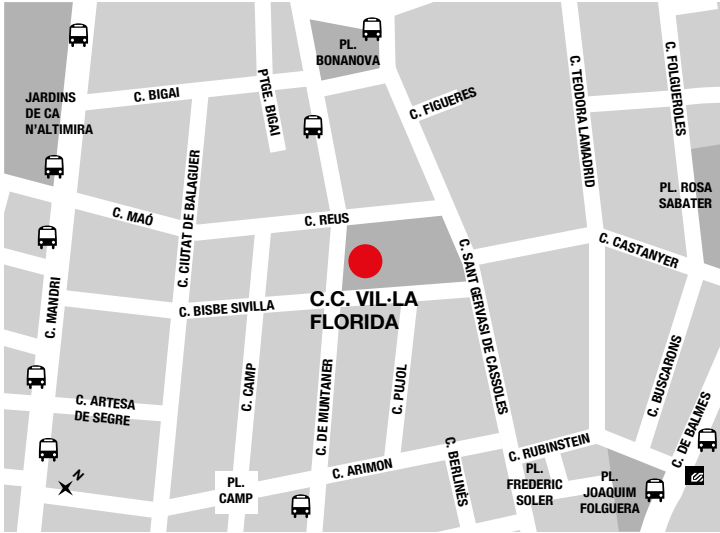 PL.
BONANOVA
C. BIGAI
PTGE. BIGAI
C. FIGUERES
C. TEODORA LAMADRID
C. FOLGUEROLES
JARDINS
DE CA
N'ALTIMIRA
PL. ROSA
SABATER
C. MAÓ
C. CIUTAT DE BALAGUER
C. REUS
C. CASTANYER
C. SANT GERVASI DE CASSOLES
C. MANDRI
C. BISBE SIVILLA
C.C. VIL·LA
FLORIDA
C. CAMP
C. DE MUNTANER
C. PUJOL
C. BUSCARONS
C. DE BALMES
C. ARTESA
DE SEGRE
C. ARIMON
C. BERLINÈS
C. RUBINSTEIN
PL.
CAMP
PL.
FREDERIC
SOLER
PL.
JOAQUIM
FOLGUERA
N